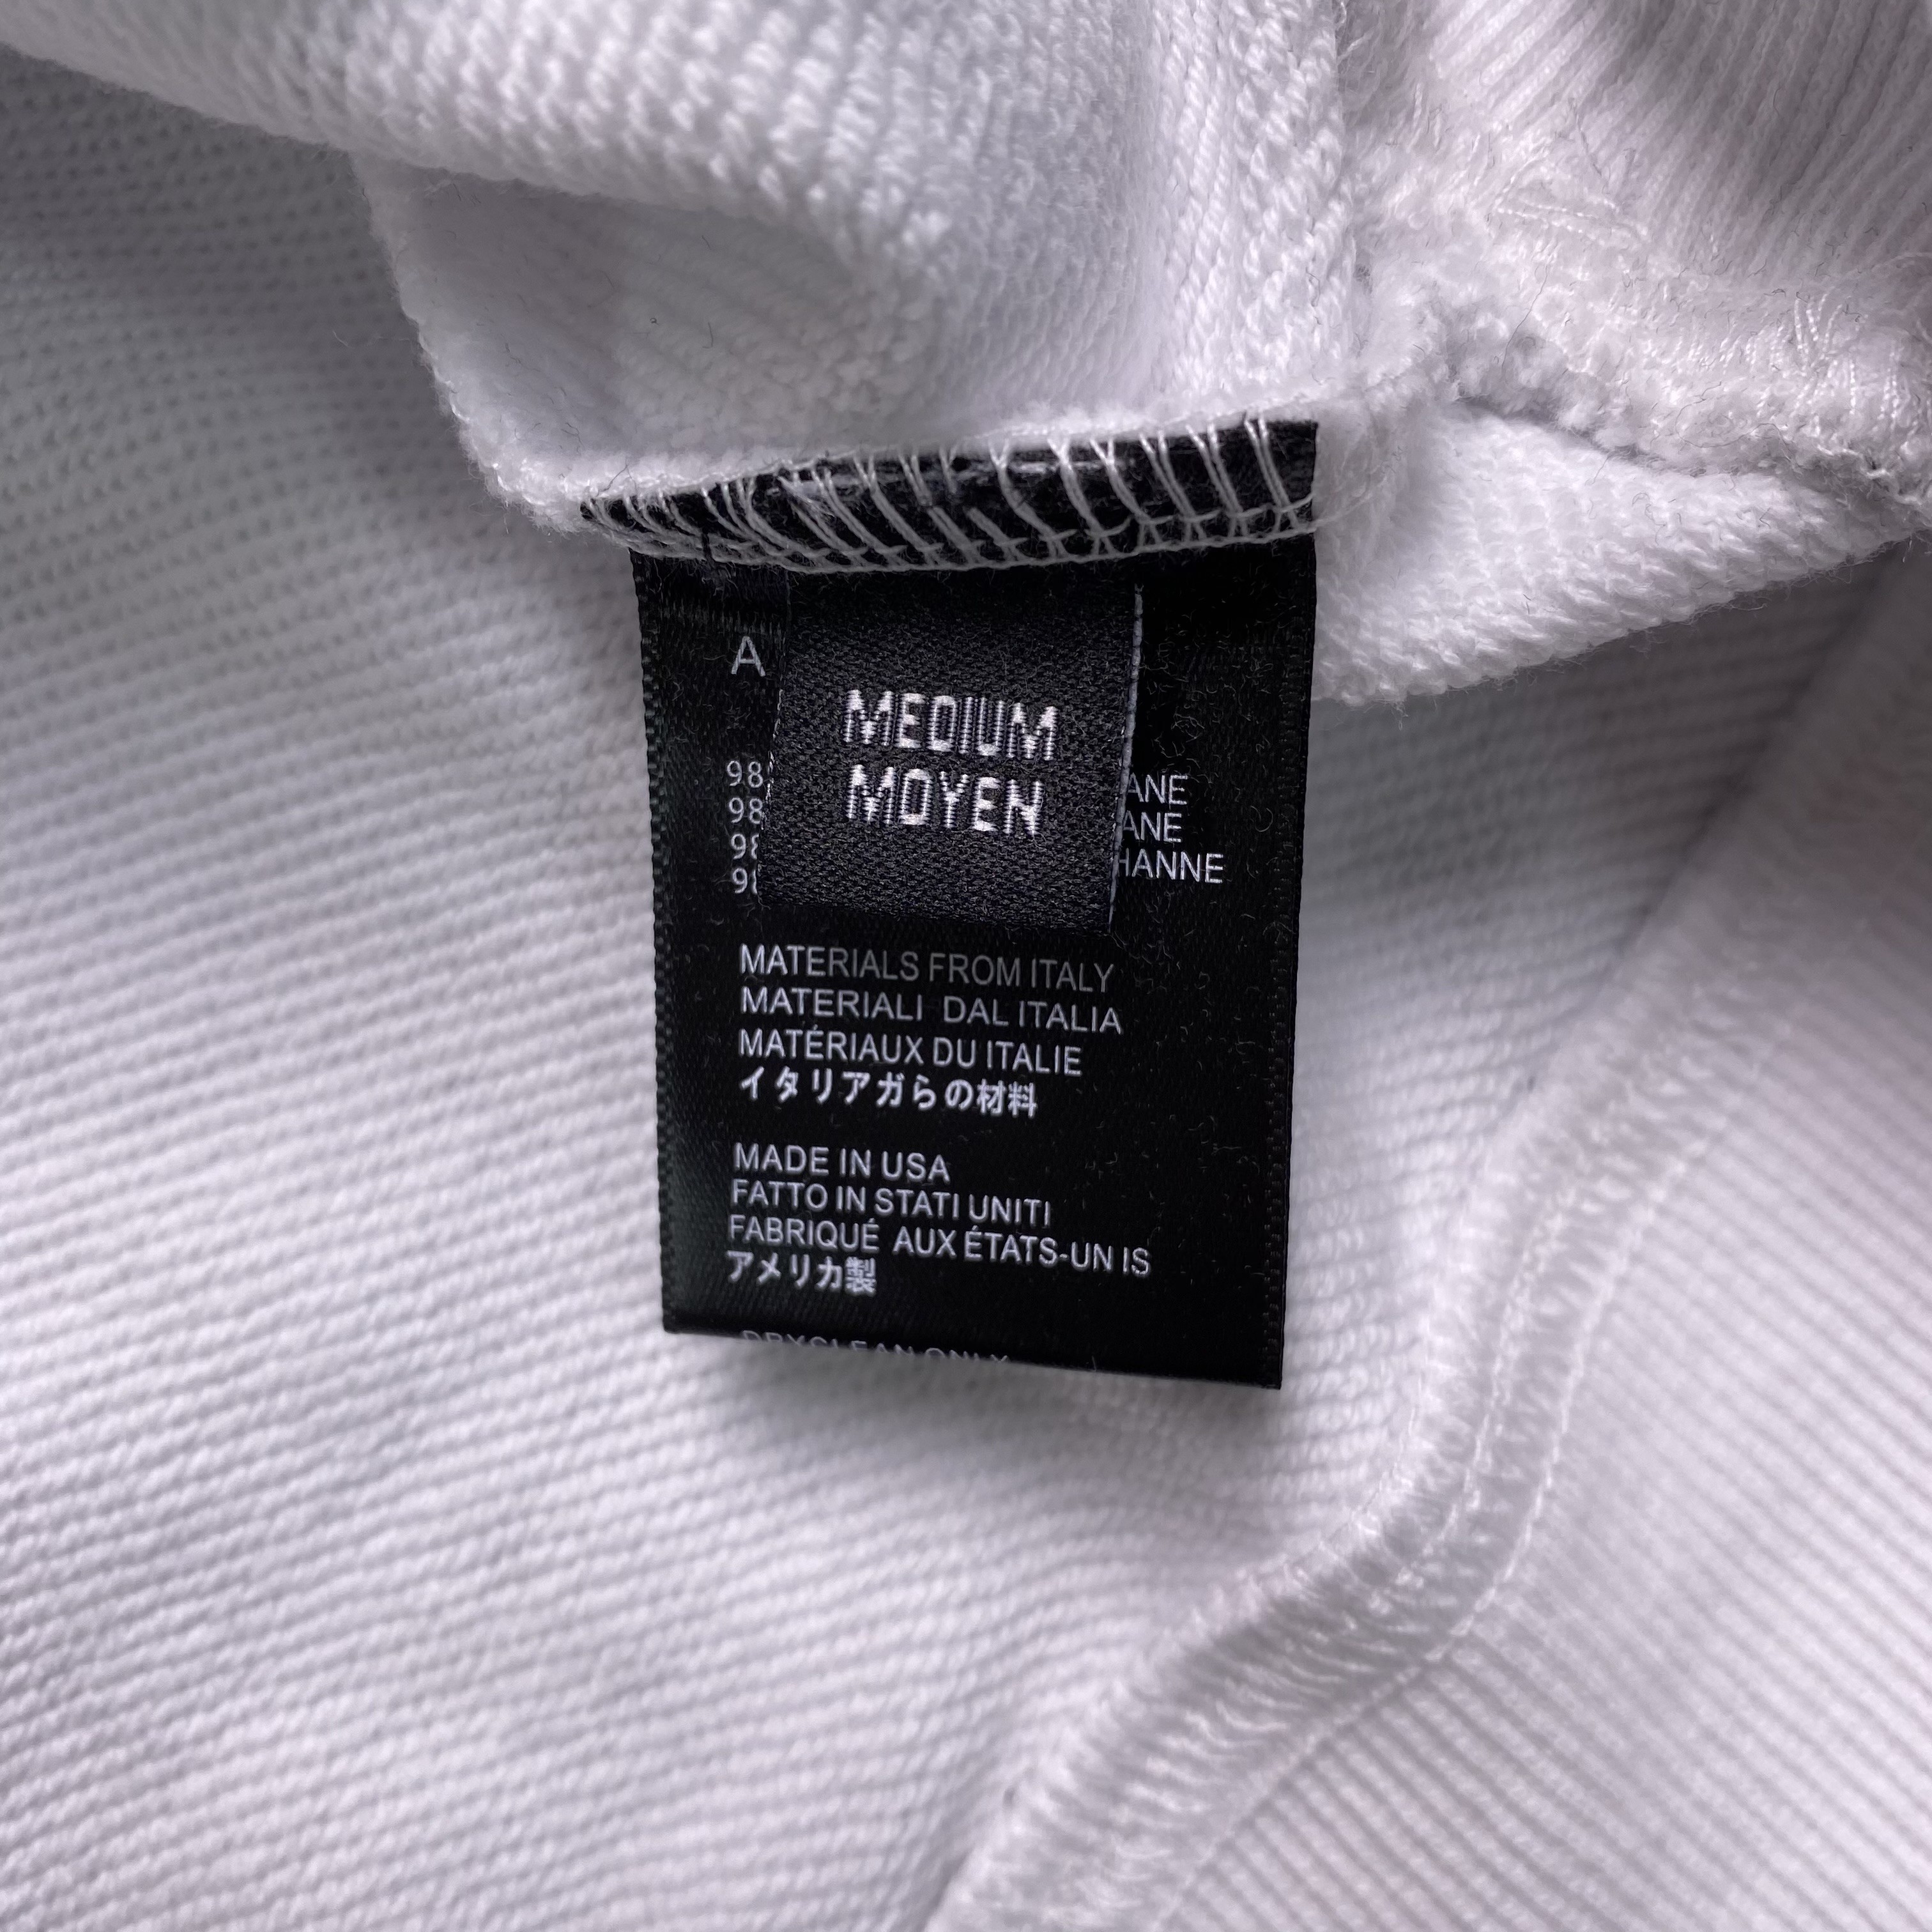 A
MEDIUM
MOYEN
98
98
98
ANE
ANE
HANNE
MATERIALS FROM ITALY
MATERIALI DAL ITALIA
MATÉRIAUX DU ITALIE
イタリアガらの材料
MADE IN USA
FATTO IN STATI UNITI
FABRIQUÉ AUX ÉTATS-UN IS
アメリカ製
DRYCLEAN ONLY